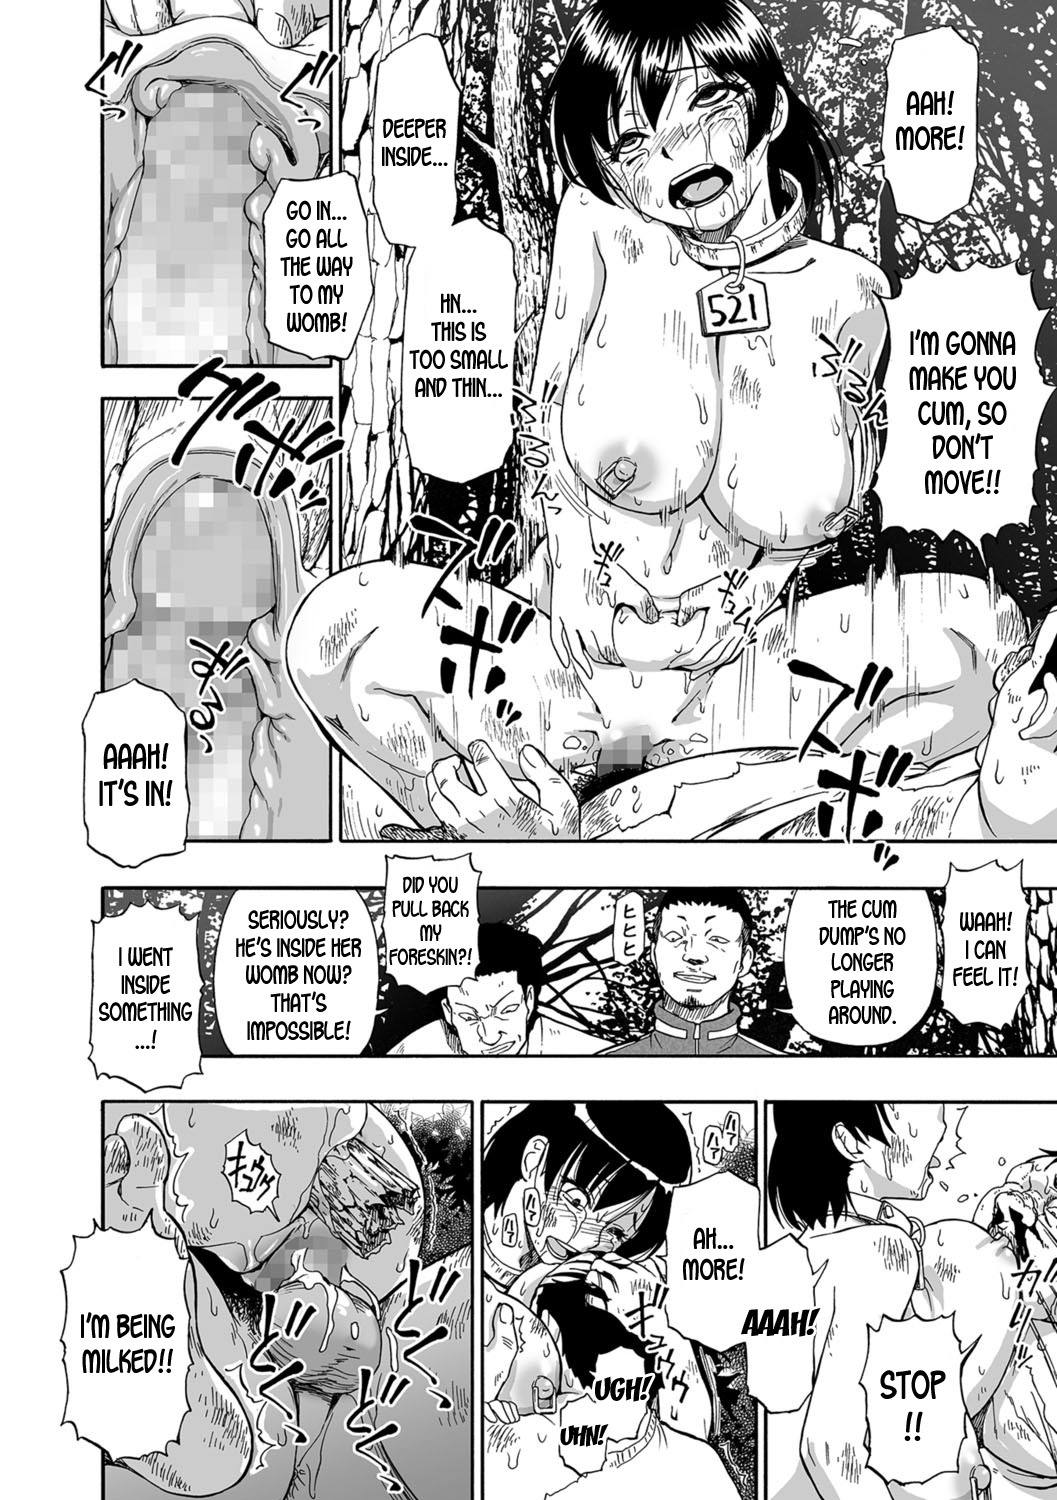 AAH!
MORE!
I'M GONNA
MAKE YOU
CUM, SO
DON'T
MOVE!!
521
DEEPER
INSIDE...
HN...
THIS IS
TOO SMALL
AND THIN...
GO IN...
GO ALL
THE WAY
TO MY
WOMB!
AAAH!
IT'S IN!
WAAH!
I CAN
FEEL IT!
THE CUM
DUMP'S NO
LONGER
PLAYING
AROUND.
ヒヒヒ
DID YOU
PULL BACK
MY
FORESKIN?!
SERIOUSLY?
HE'S INSIDE HER
WOMB NOW?
THAT'S
IMPOSSIBLE!
I WENT
INSIDE
SOMETHING
...!
STOP
!!
AH...
MORE!
AAAH!
UGH!
UHN!
I'M BEING
MILKED!!